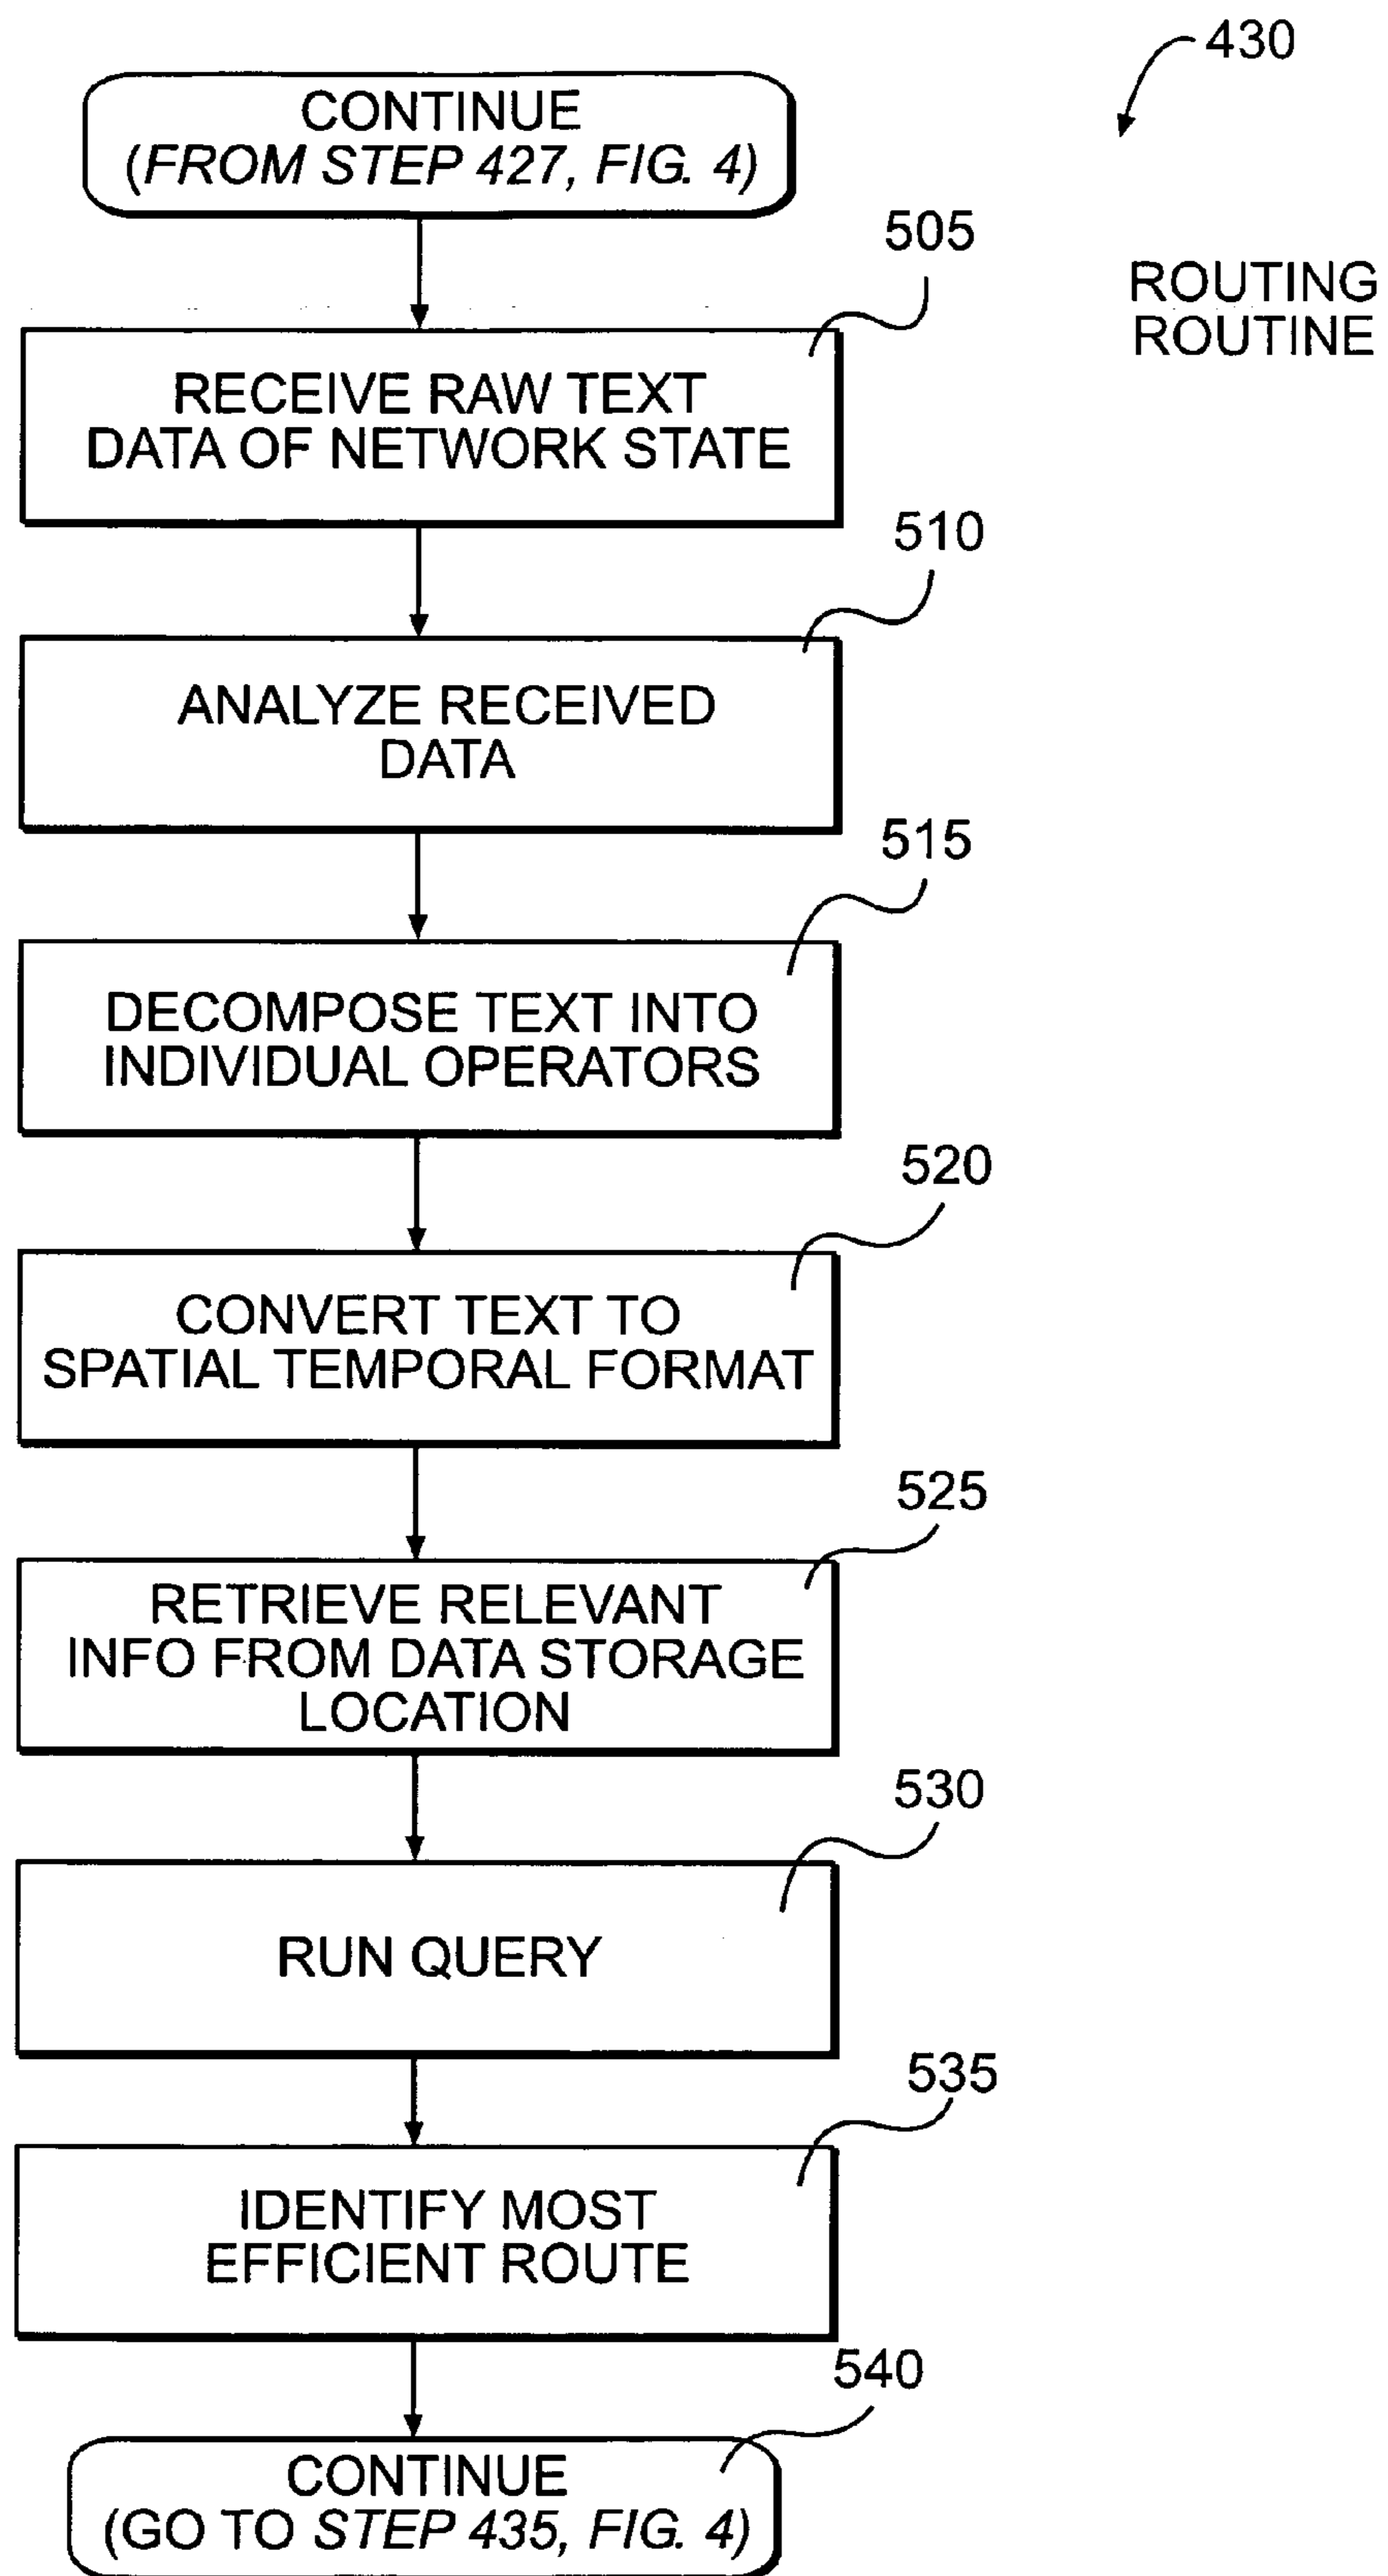 430
CONTINUE
(FROM STEP 427, FIG. 4)
505
ROUTING
ROUTINE
RECEIVE RAW TEXT
DATA OF NETWORK STATE
510
ANALYZE RECEIVED
DATA
515
DECOMPOSE TEXT INTO
INDIVIDUAL OPERATORS
520
CONVERT TEXT TO
SPATIAL TEMPORAL FORMAT
525
RETRIEVE RELEVANT
INFO FROM DATA STORAGE
LOCATION
530
RUN QUERY
535
IDENTIFY MOST
EFFICIENT ROUTE
540
CONTINUE
(GO TO STEP 435, FIG. 4)